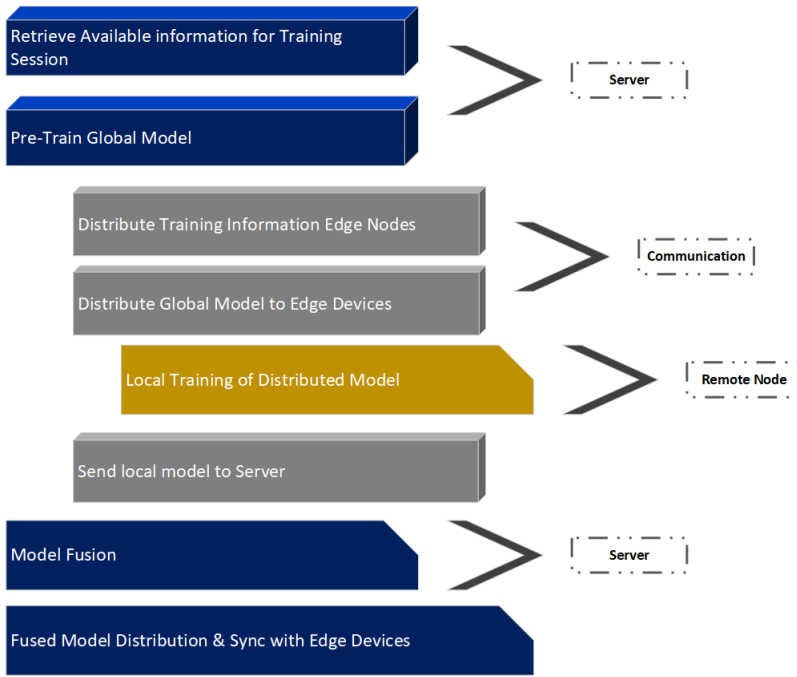 Retrieve Available information for Training
Session
Server
Pre-Train Global Model
Distribute Training Information Edge Nodes
Communication
Distribute Global Model to Edge Devices
Local Training of Distributed Model
Remote Node
Send local model to Server
Model Fusion
Server
Fused Model Distribution & Sync with Edge Devices